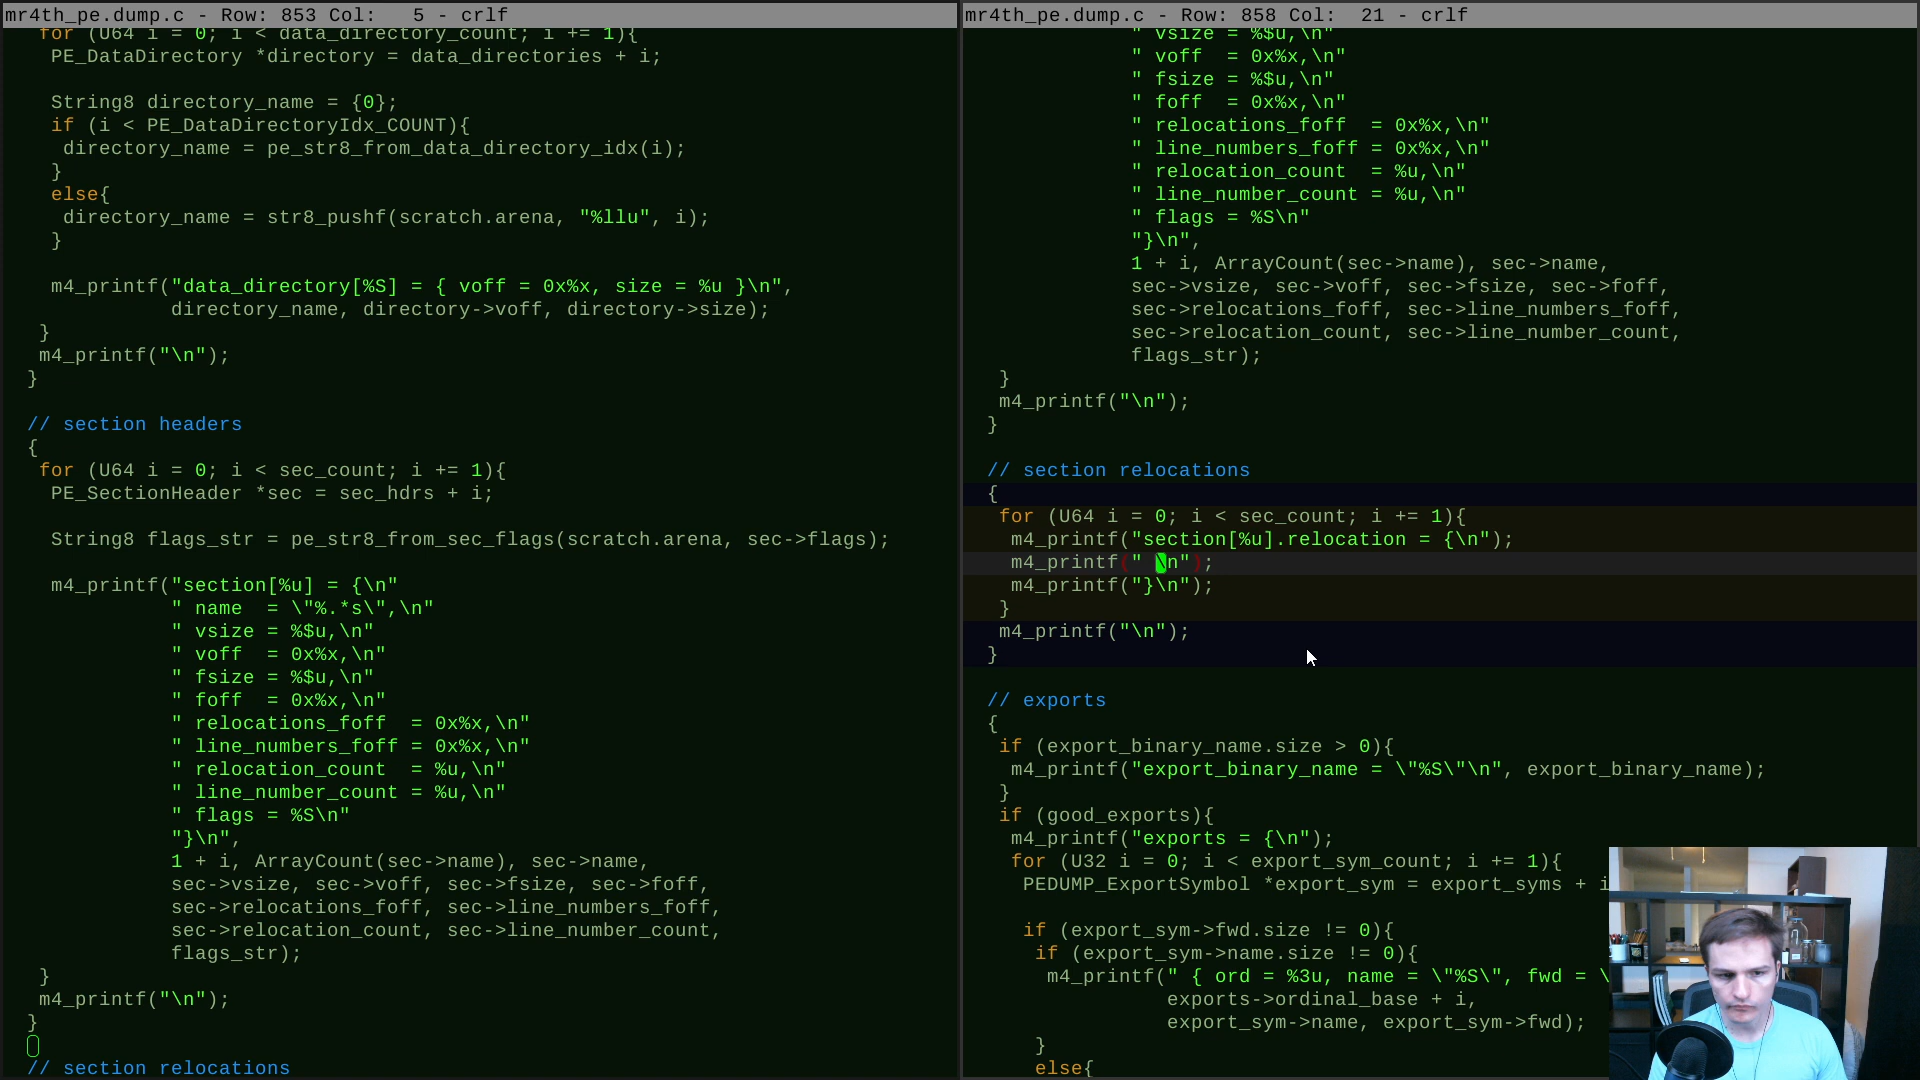 mr4th_pe.dump.c - Row: 853 Col:   5 - crlf
for (U64 i = 0; i < data_directory_count; i += 1){
PE_DataDirectory *directory = data_directories + i;
String8 directory_name = {0};
if (i < PE_DataDirectoryIdx_COUNT){
directory_name = pe_str8_from_data_directory_idx(i);
}
else{
directory_name = str8_pushf(scratch.arena, "%llu", i);
}
m4_printf("data_directory[%S] = { voff = 0x%x, size = %u }\n",
directory_name, directory->voff, directory->size);
}
m4_printf("\n");
}
// section headers
{
for (U64 i = 0; i < sec_count; i += 1){
PE_SectionHeader *sec = sec_hdrs + i;
String8 flags_str = pe_str8_from_sec_flags(scratch.arena, sec->flags);
m4_printf("section[%u] = {\n"
" name  = \"%.*s\",\n"
" vsize = %$u,\n"
" voff  = 0x%x,\n"
" fsize = %$u,\n"
" foff  = 0x%x,\n"
" relocations_foff  = 0x%x,\n"
" line_numbers_foff = 0x%x,\n"
" relocation_count  = %u,\n"
" line_number_count = %u,\n"
" flags = %S\n"
"}\n",
1 + i, ArrayCount(sec->name), sec->name,
sec->vsize, sec->voff, sec->fsize, sec->foff,
sec->relocations_foff, sec->line_numbers_foff,
sec->relocation_count, sec->line_number_count,
flags_str);
}
m4_printf("\n");
}
// section relocations
mr4th_pe.dump.c - Row: 858 Col:  21 - crlf
" vsize = %$u,\n"
" voff  = 0x%x,\n"
" fsize = %$u,\n"
" foff  = 0x%x,\n"
" relocations_foff  = 0x%x,\n"
" line_numbers_foff = 0x%x,\n"
" relocation_count  = %u,\n"
" line_number_count = %u,\n"
" flags = %S\n"
"}\n",
1 + i, ArrayCount(sec->name), sec->name,
sec->vsize, sec->voff, sec->fsize, sec->foff,
sec->relocations_foff, sec->line_numbers_foff,
sec->relocation_count, sec->line_number_count,
flags_str);
}
m4_printf("\n");
}
// section relocations
{
for (U64 i = 0; i < sec_count; i += 1){
m4_printf("section[%u].relocation = {\n");
m4_printf(" \n");
m4_printf("}\n");
}
m4_printf("\n");
}
// exports
{
if (export_binary_name.size > 0){
m4_printf("export_binary_name = \"%S\"\n", export_binary_name);
}
if (good_exports){
m4_printf("exports = {\n");
for (U32 i = 0; i < export_sym_count; i += 1){
PEDUMP_ExportSymbol *export_sym = export_syms + i
if (export_sym->fwd.size != 0){
if (export_sym->name.size != 0){
m4_printf(" { ord = %3u, name = \"%S\", fwd = \
exports->ordinal_base + i,
export_sym->name, export_sym->fwd);
}
else{